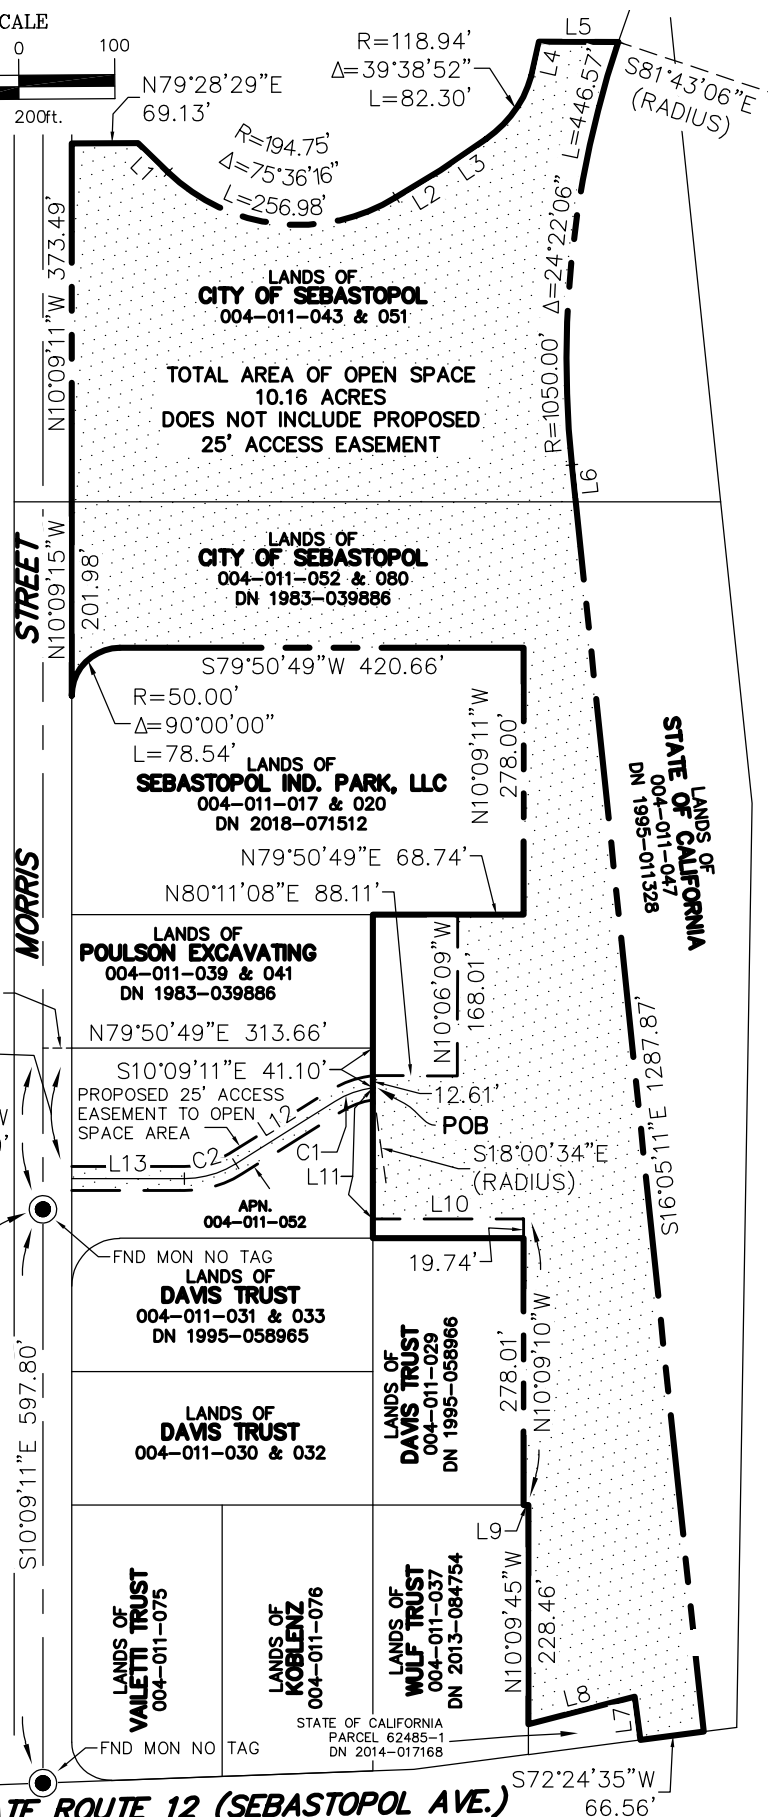 CALE
0 100
200ft.
N79°28'29"E
69.13'
R=118.94'
Δ=39°38'52"
L=82.30'
L5
L4
L=446.57'
S81°43'06"E
(RADIUS)
R=194.75'
Δ=75°36'16"
L=256.98'
L1
L2
L3
Δ=24°22'06"
R=1050.00'
L6
N10°09'11"W 373.49'
LANDS OF
CITY OF SEBASTOPOL
004-011-043 & 051
TOTAL AREA OF OPEN SPACE
10.16 ACRES
DOES NOT INCLUDE PROPOSED
25' ACCESS EASEMENT
STREET
N10°09'15"W
201.98'
LANDS OF
CITY OF SEBASTOPOL
004-011-052 & 080
DN 1983-039886
S79°50'49"W 420.66'
R=50.00'
Δ=90°00'00"
L=78.54'
LANDS OF
SEBASTOPOL IND. PARK, LLC
004-011-017 & 020
DN 2018-071512
N10°09'11"W
278.00'
LANDS OF
STATE OF CALIFORNIA
004-011-047
DN 1995-011328
N79°50'49"E 68.74'
N80°11'08"E 88.11'
MORRIS
LANDS OF
POULSON EXCAVATING
004-011-039 & 041
DN 1983-039886
N10°06'09"W
168.01'
N79°50'49"E 313.66'
S10°09'11"E 41.10'
PROPOSED 25' ACCESS
EASEMENT TO OPEN
SPACE AREA
L12
12.61'
POB
C1
C2
L13
L11
S18°00'34"E
(RADIUS)
S16°05'11"E 1287.87'
W
'
APN.
004-011-052
L10
FND MON NO TAG
19.74'
LANDS OF
DAVIS TRUST
004-011-031 & 033
DN 1995-058965
LANDS OF
DAVIS TRUST
004-011-029
DN 1995-058966
278.01'
N10°09'10"W
S10°09'11"E 597.80'
LANDS OF
DAVIS TRUST
004-011-030 & 032
L9
LANDS OF
VAILETTI TRUST
004-011-075
LANDS OF
KOBLENZ
004-011-076
LANDS OF
WULF TRUST
004-011-037
DN 2013-084754
N10°09'45"W
228.46'
L8
L7
STATE OF CALIFORNIA
PARCEL 62485-1
DN 2014-017168
FND MON NO TAG
S72°24'35"W
66.56'
ATE ROUTE 12 (SEBASTOPOL AVE.)